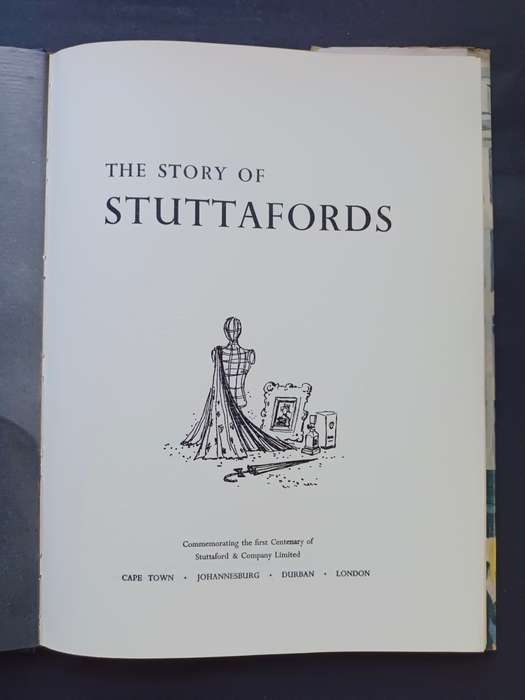 THE STORY OF
STUTTAFORDS
Commemorating the first Centenary of
Stuttaford & Company Limited
CAPE TOWN • JOHANNESBURG • DURBAN • LONDON